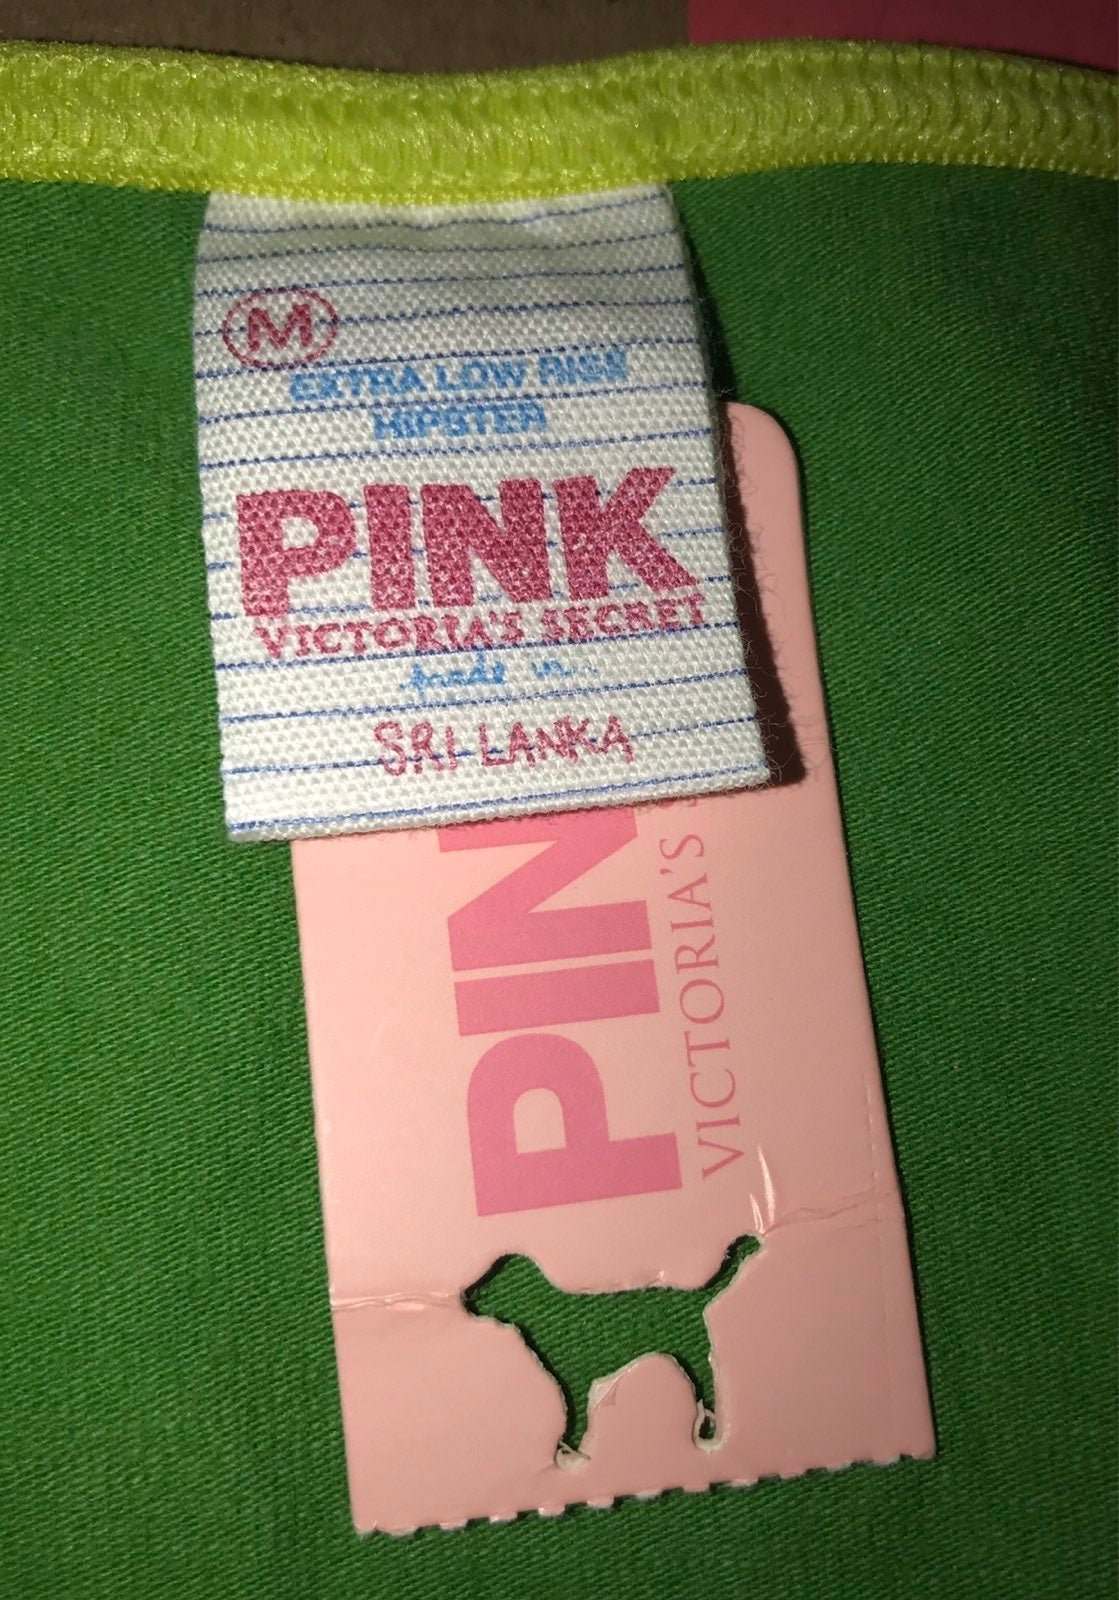 M
EXTRA LOW RISE
HIPSTER
PINK
VICTORIA'S SECRET
made in...
SRI LANKA
PIN
VICTORIA'S